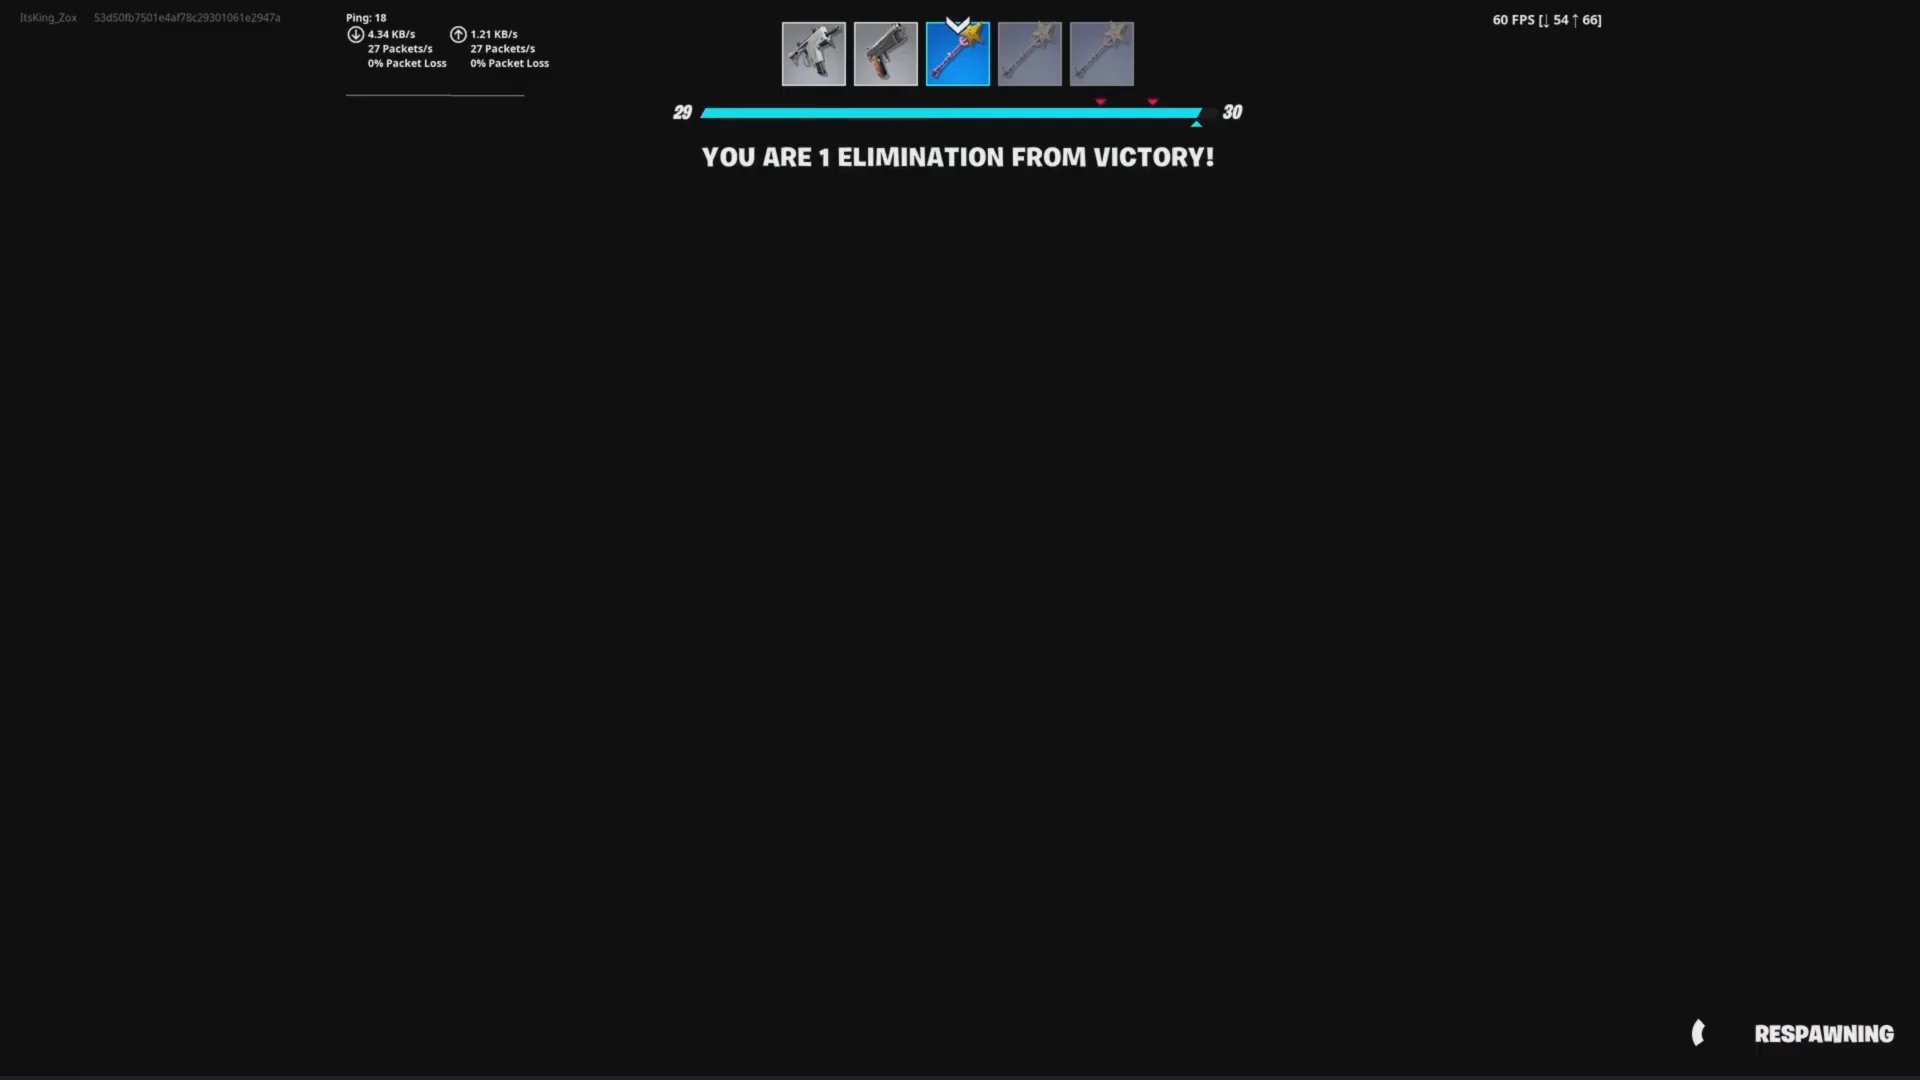 ItsKing_Zox 53d50fb7501e4af78c29301061e2947a
Ping: 18
4.34 KB/s 1.21 KB/s
27 Packets/s 27 Packets/s
0% Packet Loss 0% Packet Loss
60 FPS [↓ 54 ↑ 66]
29 30
YOU ARE 1 ELIMINATION FROM VICTORY!
RESPAWNING